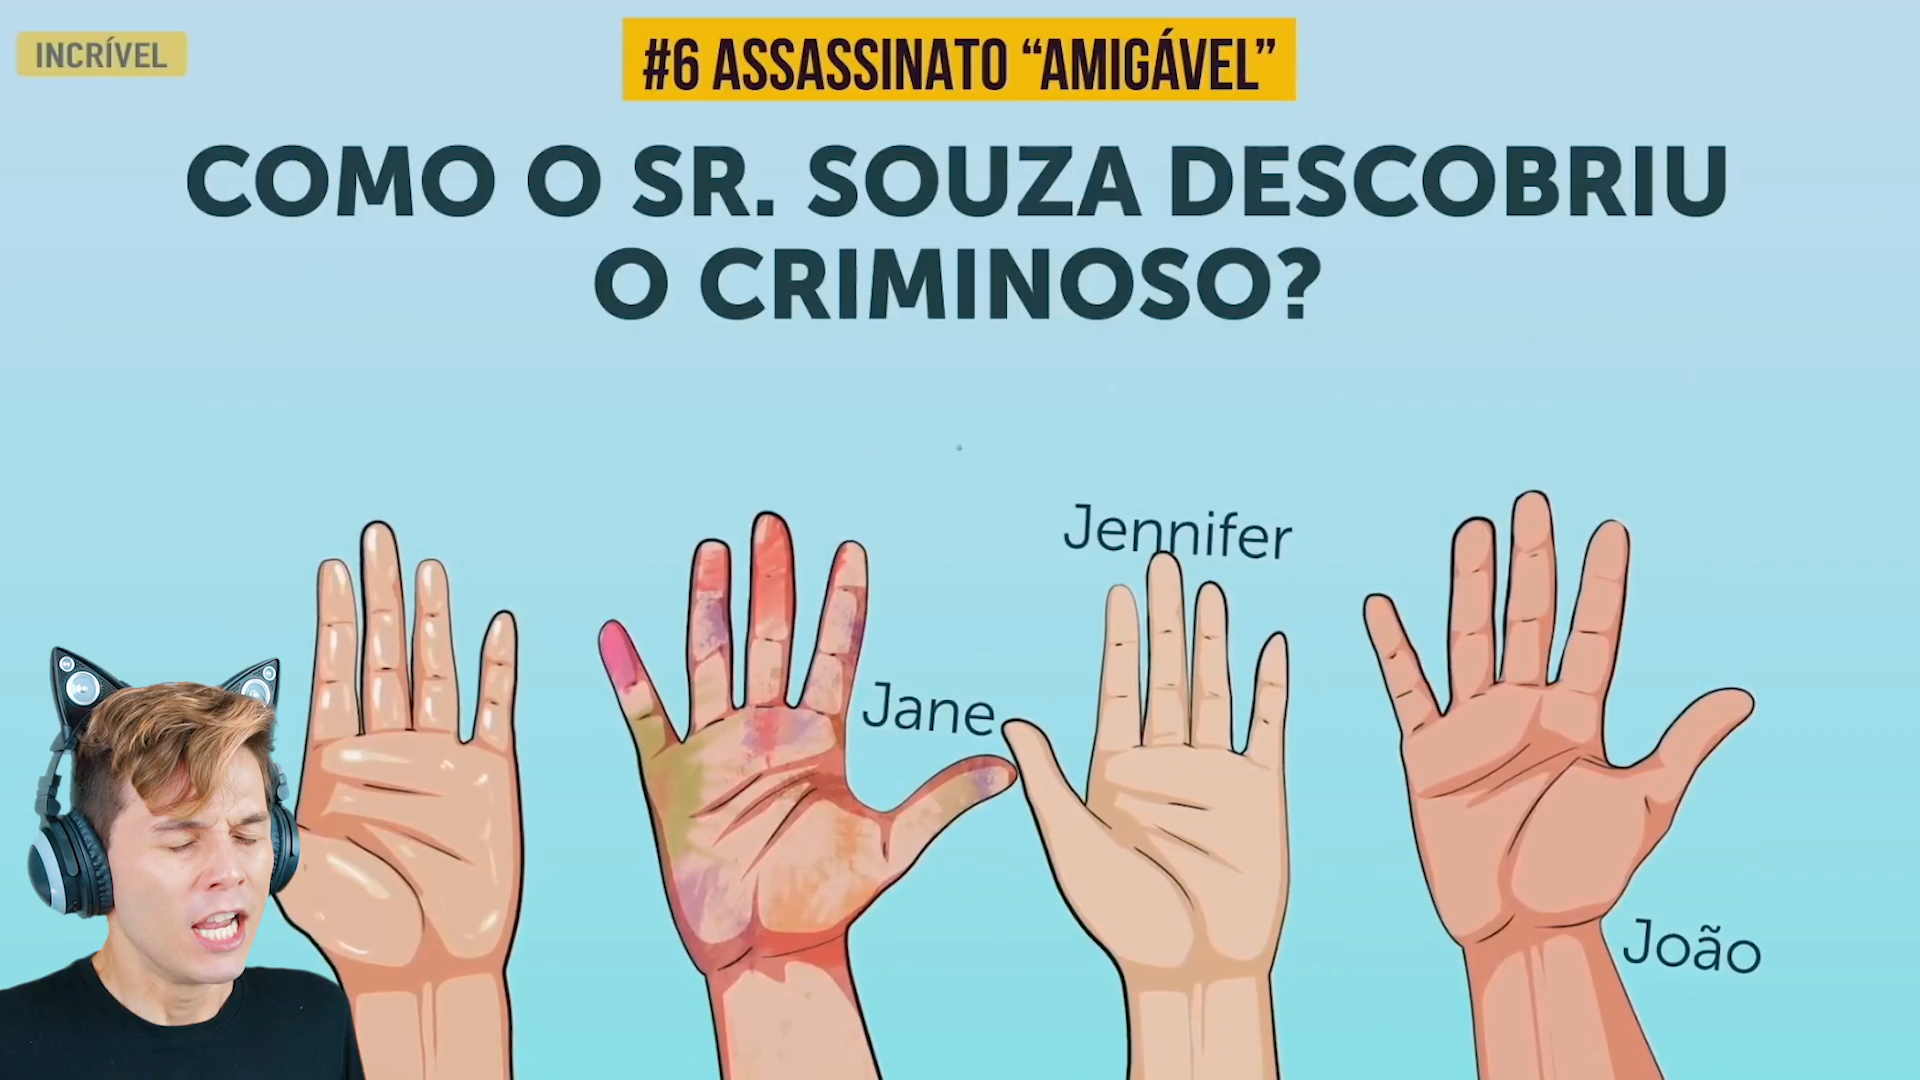 INCRÍVEL
#6 ASSASSINATO “AMIGÁVEL”
COMO O SR. SOUZA DESCOBRIU
O CRIMINOSO?
Jennifer
Jane
João